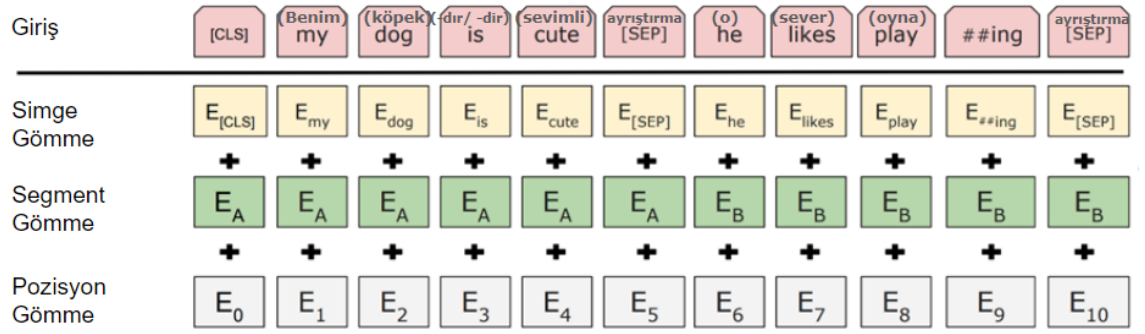 Giriş [CLS] (Benim) my (köpek) dog (-dır/ -dir) is (sevimli) cute ayrıştırma [SEP] (o) he (sever) likes (oyna) play ##ing ayrıştırma [SEP]
Simge Gömme E[CLS] Emy Edog Eis Ecute E[SEP] Ehe Elikes Eplay E##ing E[SEP]
+ + + + + + + + + + +
Segment Gömme EA EA EA EA EA EA EB EB EB EB EB
+ + + + + + + + + + +
Pozisyon Gömme E0 E1 E2 E3 E4 E5 E6 E7 E8 E9 E10